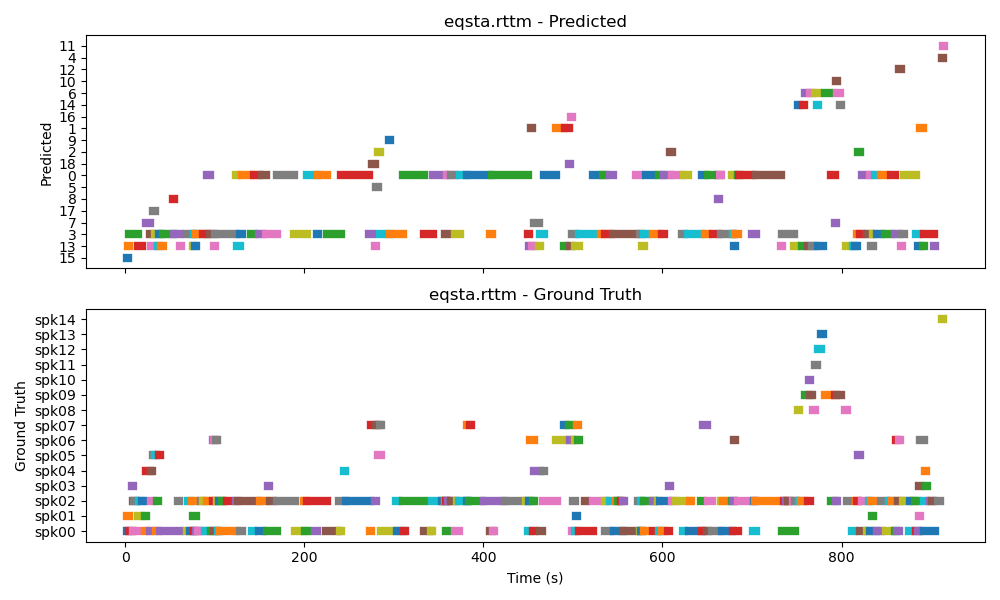 eqsta.rttm - Predicted
11
4
12
10
6
14
16
1
9
2
18
0
5
8
17
7
3
13
15
Predicted
eqsta.rttm - Ground Truth
spk14
spk13
spk12
spk11
spk10
spk09
spk08
spk07
spk06
spk05
spk04
spk03
spk02
spk01
spk00
Ground Truth
0 200 400 600 800
Time (s)